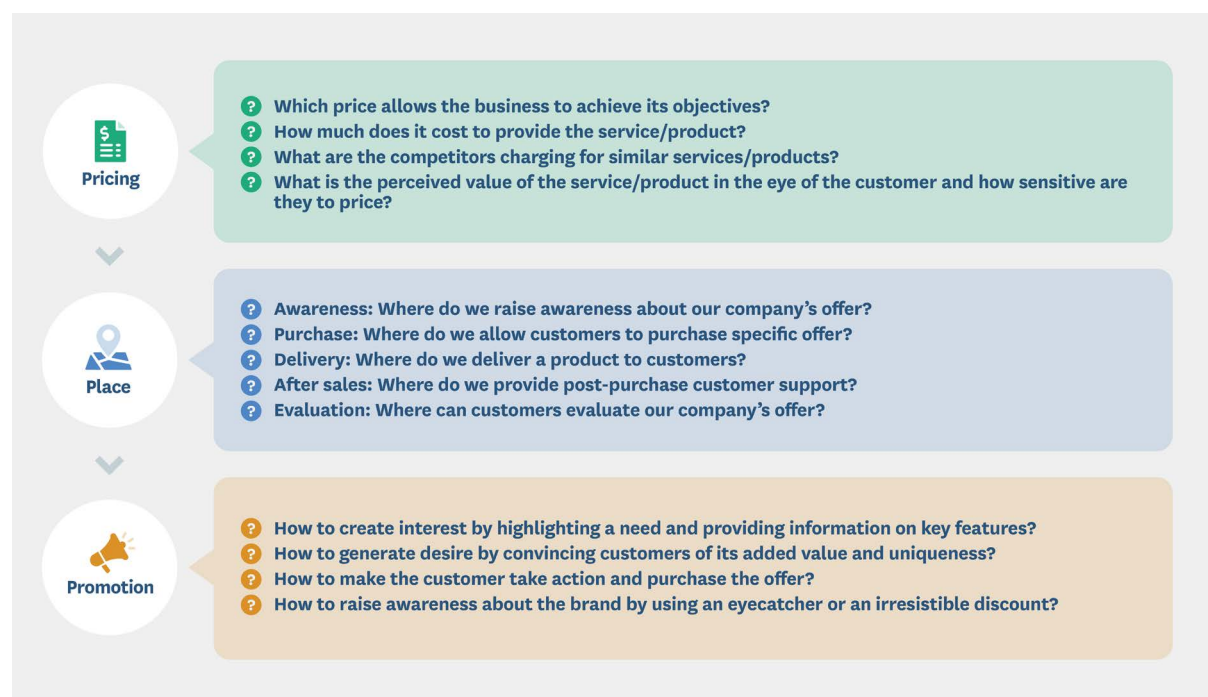 Pricing
Which price allows the business to achieve its objectives?
How much does it cost to provide the service/product?
What are the competitors charging for similar services/products?
What is the perceived value of the service/product in the eye of the customer and how sensitive are
they to price?
Place
Awareness: Where do we raise awareness about our company’s offer?
Purchase: Where do we allow customers to purchase specific offer?
Delivery: Where do we deliver a product to customers?
After sales: Where do we provide post-purchase customer support?
Evaluation: Where can customers evaluate our company’s offer?
Promotion
How to create interest by highlighting a need and providing information on key features?
How to generate desire by convincing customers of its added value and uniqueness?
How to make the customer take action and purchase the offer?
How to raise awareness about the brand by using an eyecatcher or an irresistible discount?